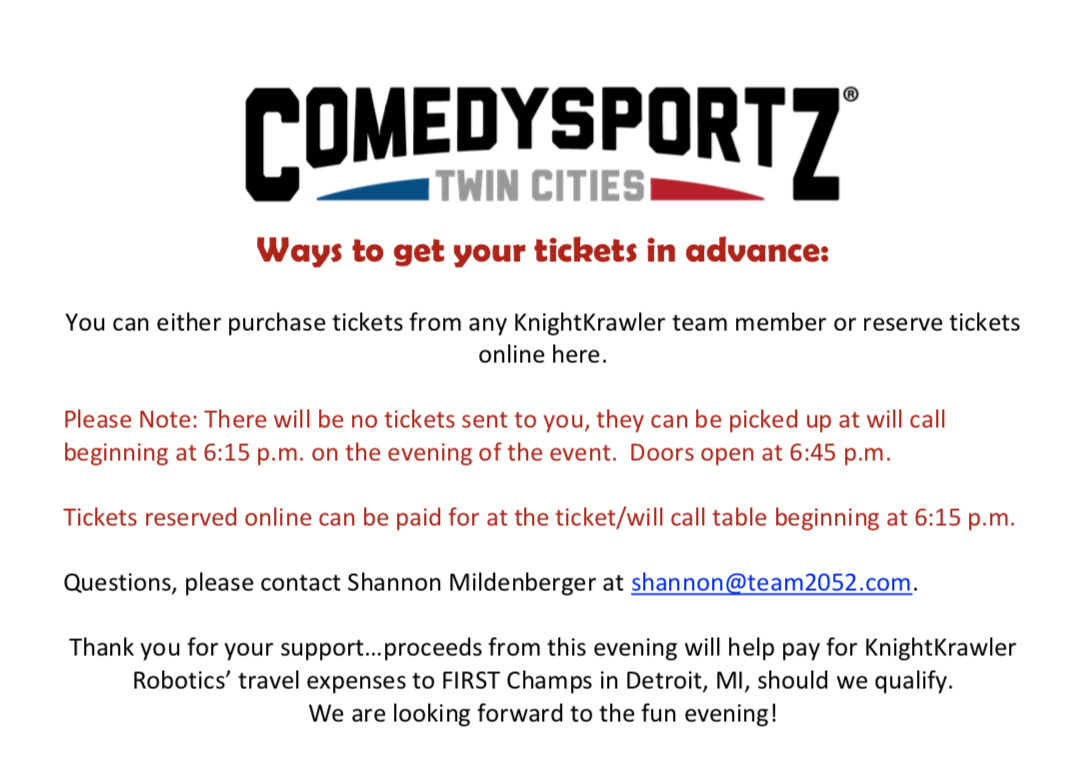 COMEDYSPORTZ®
TWIN CITIES
Ways to get your tickets in advance:
You can either purchase tickets from any KnightKrawler team member or reserve tickets
online here.
Please Note: There will be no tickets sent to you, they can be picked up at will call
beginning at 6:15 p.m. on the evening of the event.  Doors open at 6:45 p.m.
Tickets reserved online can be paid for at the ticket/will call table beginning at 6:15 p.m.
Questions, please contact Shannon Mildenberger at shannon@team2052.com.
Thank you for your support...proceeds from this evening will help pay for KnightKrawler
Robotics’ travel expenses to FIRST Champs in Detroit, MI, should we qualify.
We are looking forward to the fun evening!